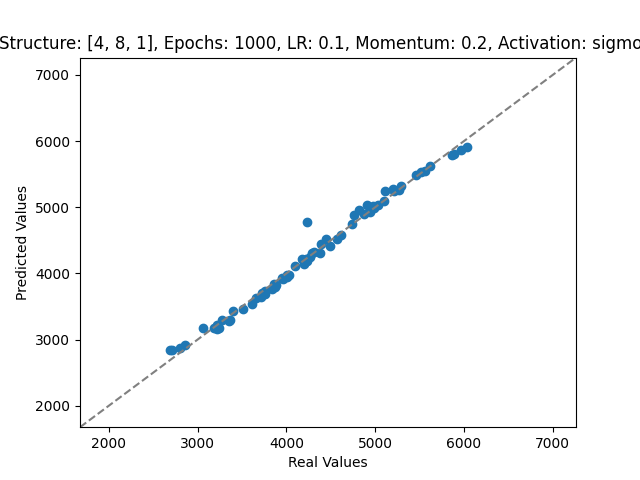 Structure: [4, 8, 1], Epochs: 1000, LR: 0.1, Momentum: 0.2, Activation: sigmo
7000
6000
5000
4000
3000
2000
Predicted Values
2000 3000 4000 5000 6000 7000
Real Values